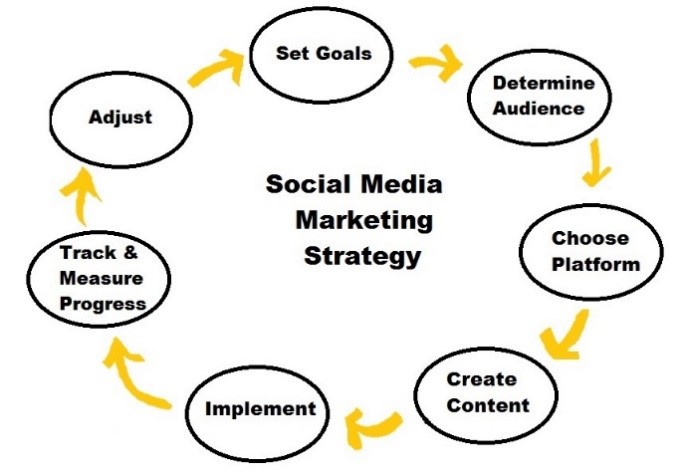 Set Goals
Determine
Audience
Choose
Platform
Create
Content
Implement
Track &
Measure
Progress
Adjust
Social Media
Marketing
Strategy